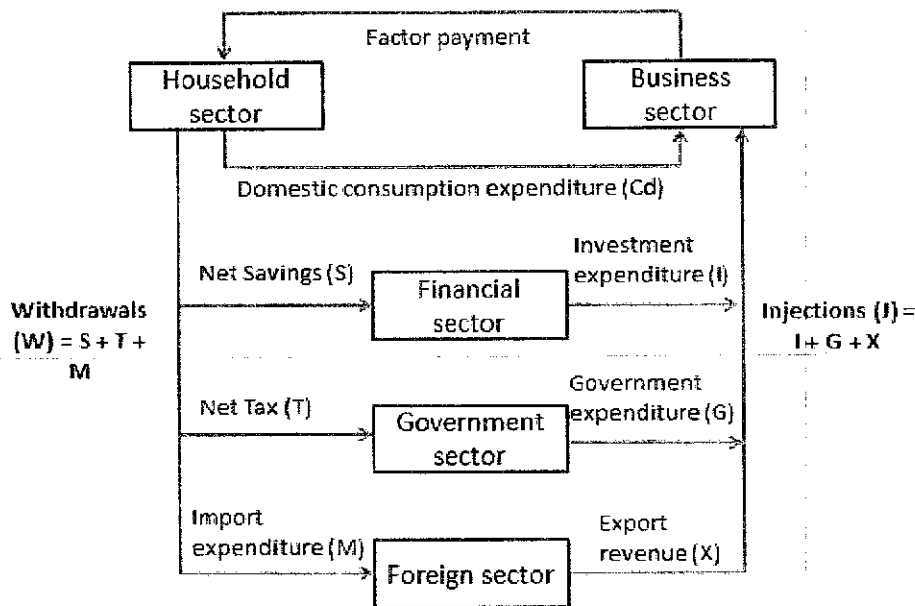 Factor payment
Household
sector
Business
sector
Domestic consumption expenditure (Cd)
Net Savings (S)
Investment
expenditure (I)
Financial
sector
Withdrawals
(W) = S + T +
M
Injections (J) =
I + G + X
Net Tax (T)
Government
expenditure (G)
Government
sector
Import
expenditure (M)
Export
revenue (X)
Foreign sector